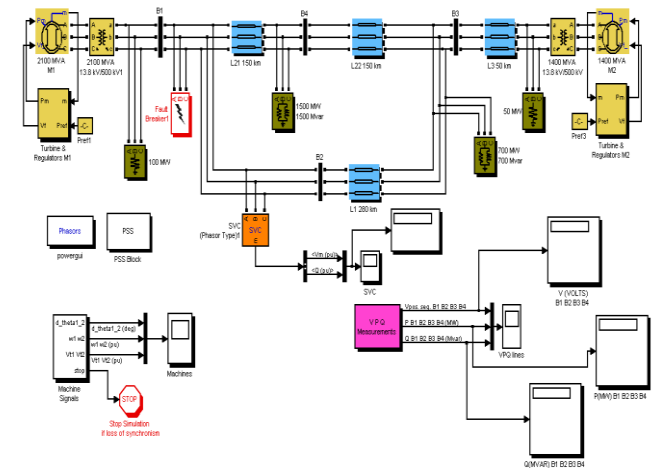 B1
B4
B3
Pm
m
A
B
C
a
b
c
Vf
2100 MVA
M1
2100 MVA
13.8 kV/500 kV1
L21 150 km
L22 150 km
L3 50 km
1400 MVA
13.8 kV/500 kV
1400 MVA
M2
Pm
m
Vf
Pref
-C-
Pref1
Turbine &
Regulators M1
100 MW
A B C
Fault
Breaker1
1500 MW
1500 Mvar
50 MW
700 MW
700 Mvar
Pm
m
Pref
Vf
-C-
Pref3
Turbine &
Regulators M2
B2
L1 280 km
A B C
SVC
m
SVC
(Phasor Type)1
Phasors
powergui
PSS
PSS Block
<Vm (pu)>
<Q (pu)>
SVC
V (VOLTS)
B1 B2 B3 B4
V P Q
Measurements
Vpos. seq. B1 B2 B3 B4
P B1 B2 B3 B4 (MW)
Q B1 B2 B3 B4 (Mvar)
VPQ lines
P(MW) B1 B2 B3 B4
Q(MVAR) B1 B2 B3 B4
d_theta1_2
d_theta1_2 (deg)
w1 w2
w1 w2 (pu)
Vt1 Vt2
Vt1 Vt2 (pu)
stop
Machine
Signals
Machines
STOP
Stop Simulation
if loss of synchronism